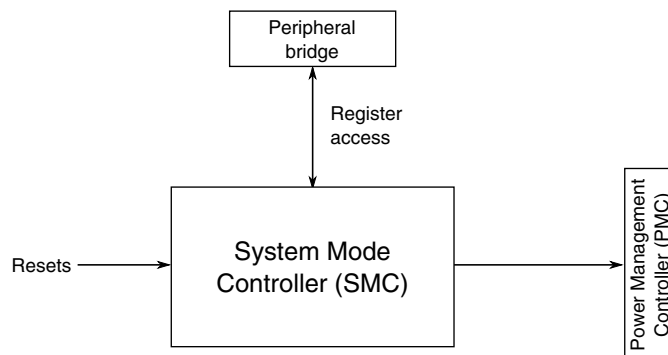 Peripheral
bridge
Register
access
System Mode
Controller (SMC)
Resets
Power Management
Controller (PMC)